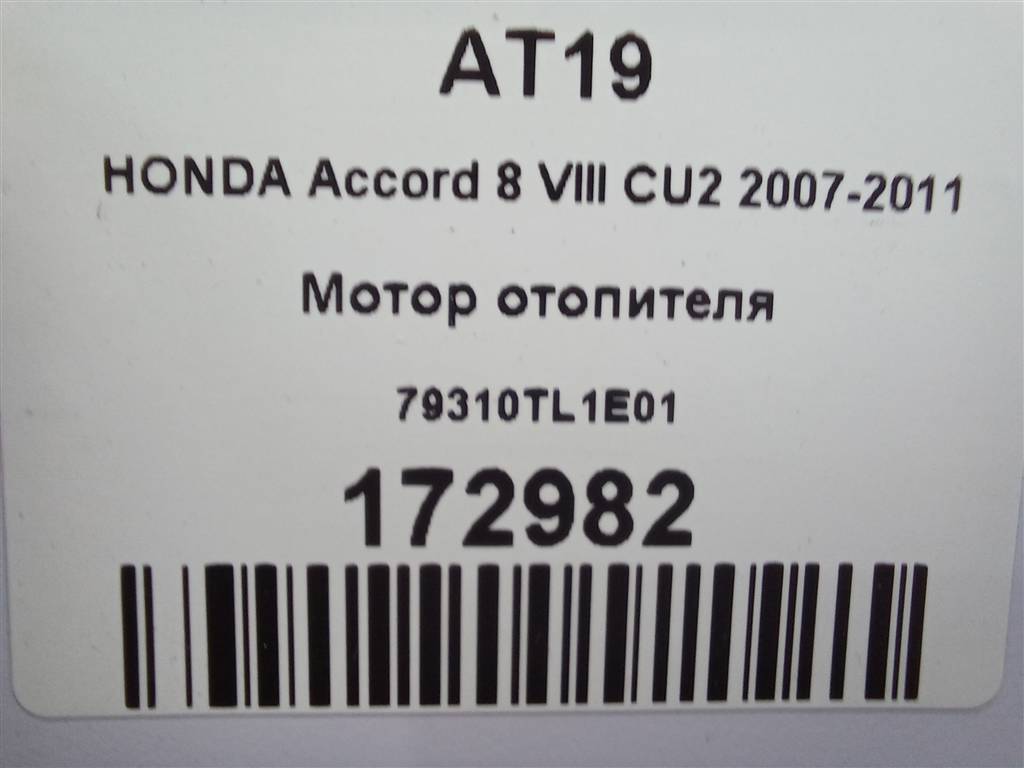 AT19
HONDA Accord 8 VIII CU2 2007-2011
Мотор отопителя
79310TL1E01
172982